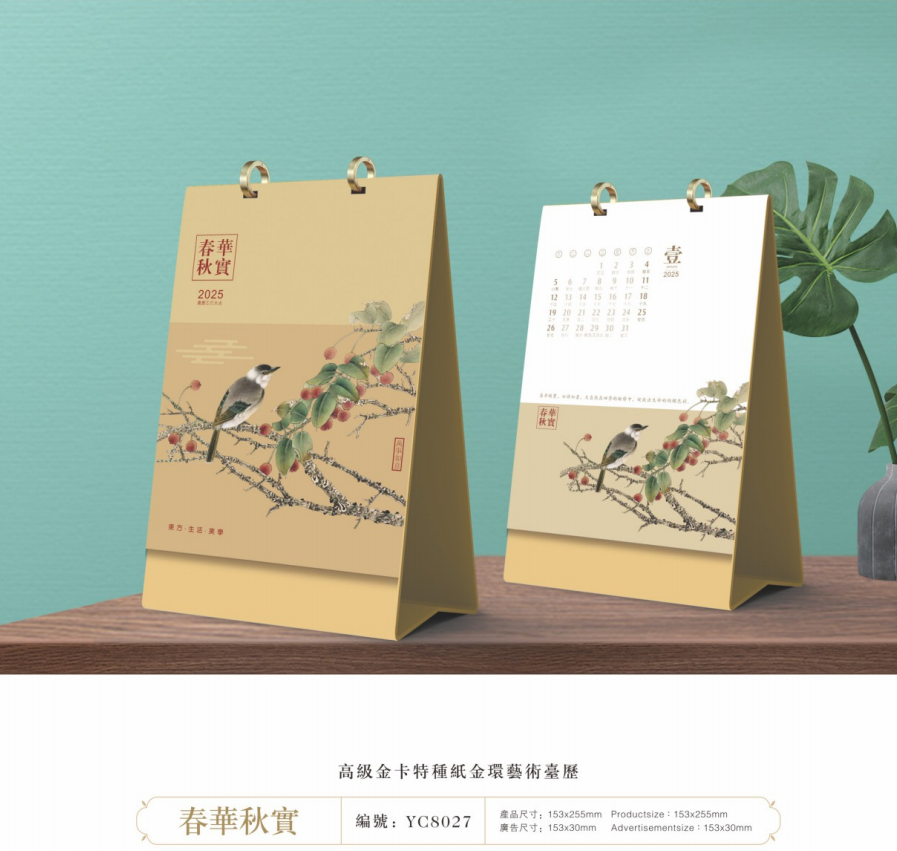 春華
秋實
2025
東方·生活·美學
壹
2025
1 2 3 4
5 6 7 8 9 10 11
12 13 14 15 16 17 18
19 20 21 22 23 24 25
26 27 28 29 30 31
春華
秋實
高級金卡特種紙金環藝術臺歷
春華秋實
編號：YC8027
產品尺寸：153x255mm Productsize：153x255mm
廣告尺寸：153x30mm Advertisementsize：153x30mm